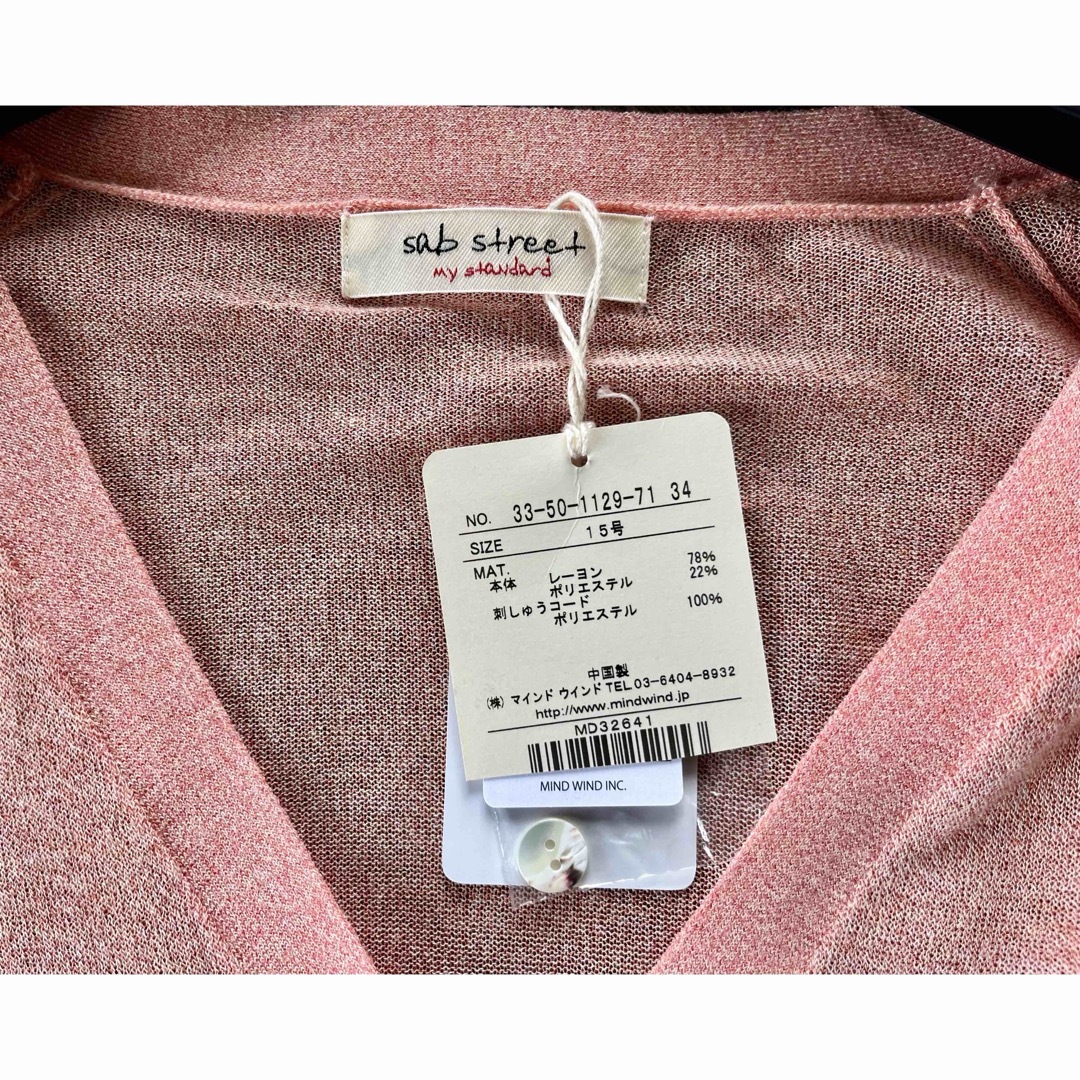 sab street
my standard
NO. 33-50-1129-71 34
SIZE 15号
MAT. 78%
本体 レーヨン 22%
ポリエステル
刺しゅうコード 100%
ポリエステル
中国製
(株) マインド ウインド TEL.03-6404-8932
http://www.mindwind.jp
MD32641
MIND WIND INC.